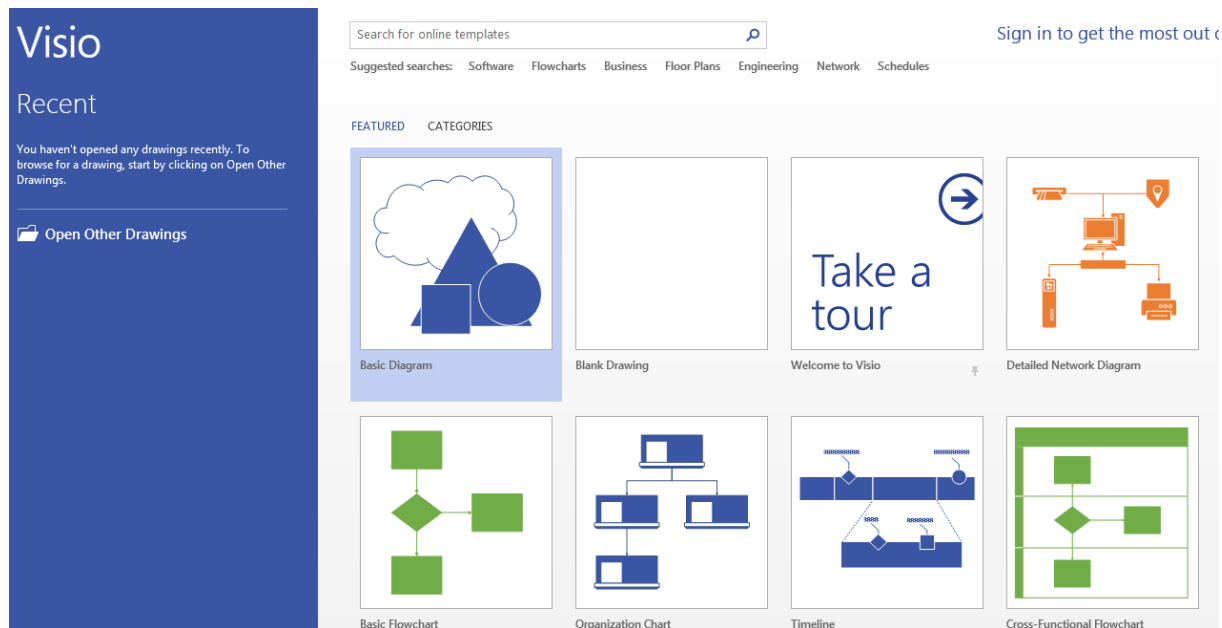 Visio
Recent
You haven't opened any drawings recently. To
browse for a drawing, start by clicking on Open Other
Drawings.
Open Other Drawings
Search for online templates
Sign in to get the most out
Suggested searches: Software Flowcharts Business Floor Plans Engineering Network Schedules
FEATURED CATEGORIES
Take a
tour
Basic Diagram Blank Drawing Welcome to Visio Detailed Network Diagram
Basic Flowchart Organization Chart Timeline Cross-Functional Flowchart